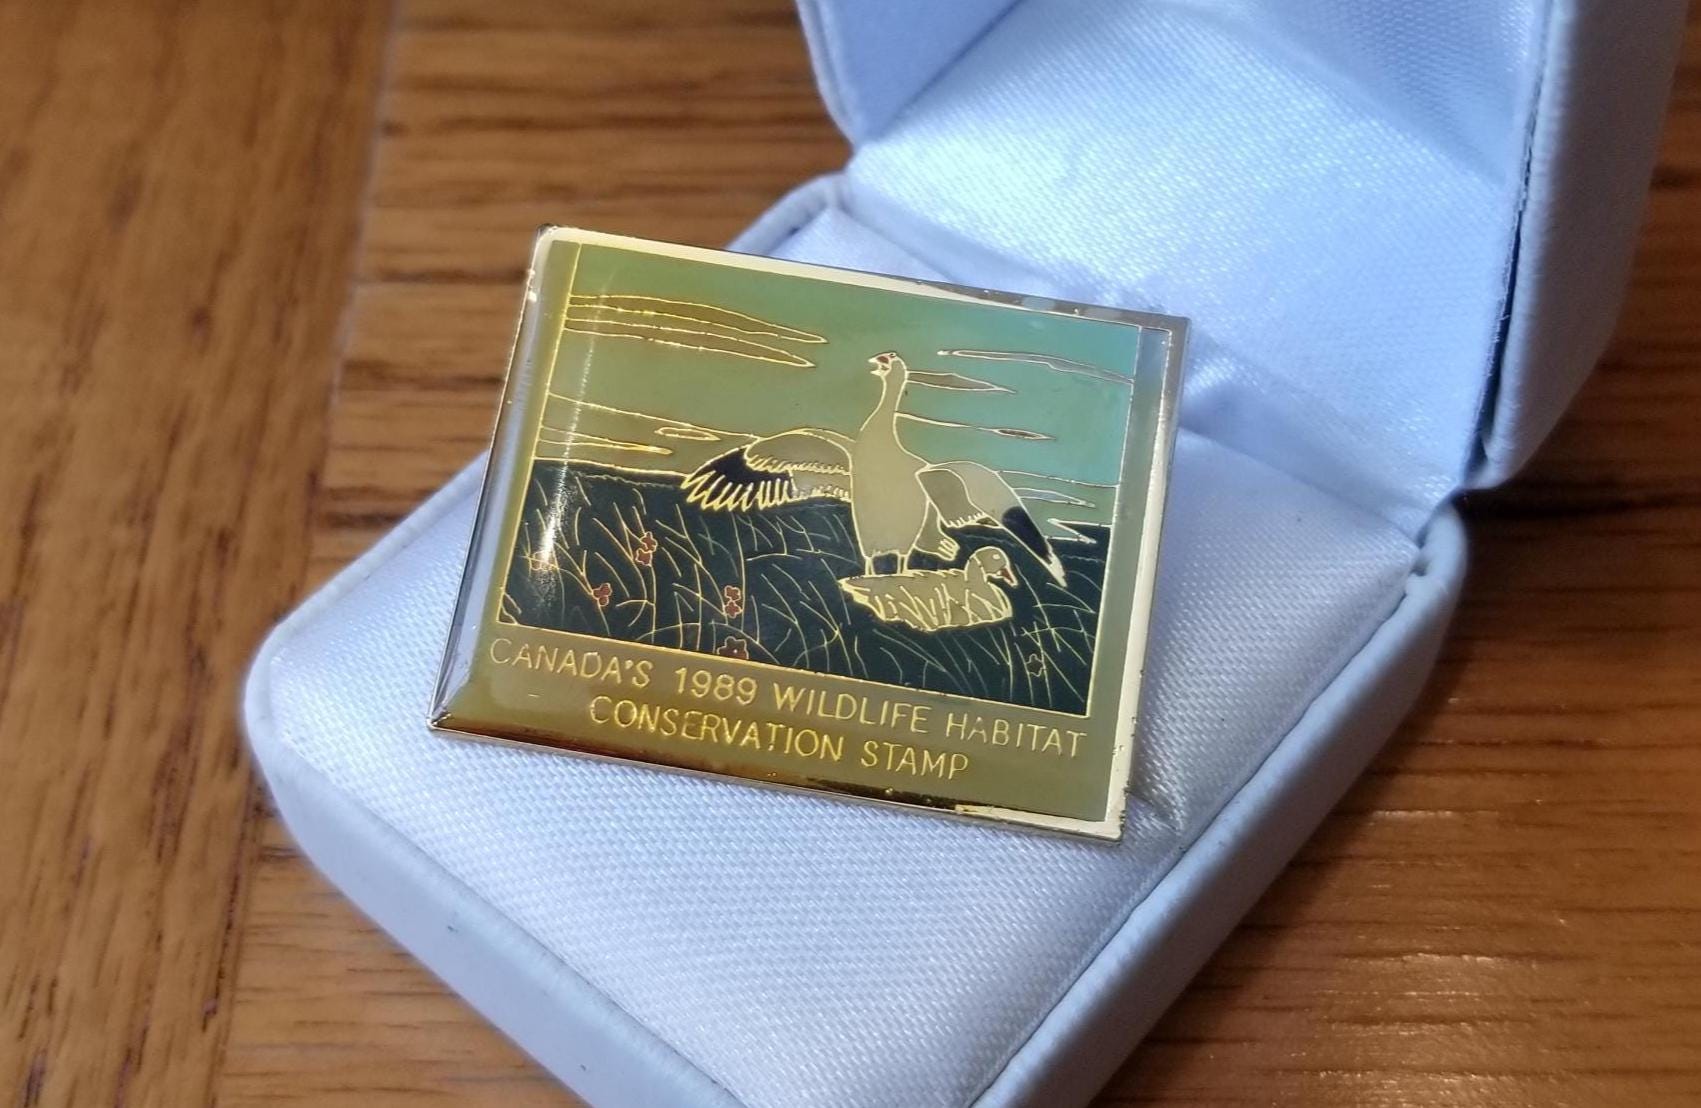 CANADA'S 1989 WILDLIFE HABITAT
CONSERVATION STAMP